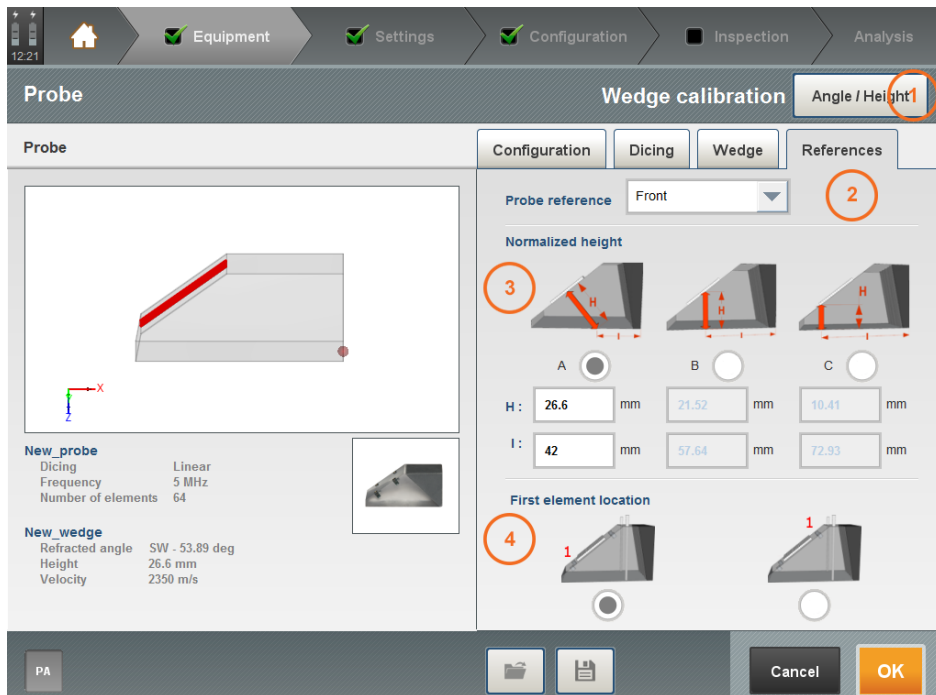 12:21
Equipment
Settings
Configuration
Inspection
Analysis
Probe
Wedge calibration
Angle / Height
1
Probe
Configuration
Dicing
Wedge
References
Probe reference
Front
2
Normalized height
3
H
I
H
I
H
I
A
B
C
H :
26.6
mm
21.52
mm
10.41
mm
I :
42
mm
57.64
mm
72.93
mm
X
Z
New_probe
Dicing Linear
Frequency 5 MHz
Number of elements 64
New_wedge
Refracted angle SW - 53.89 deg
Height 26.6 mm
Velocity 2350 m/s
First element location
4
1
1
PA
Cancel
OK